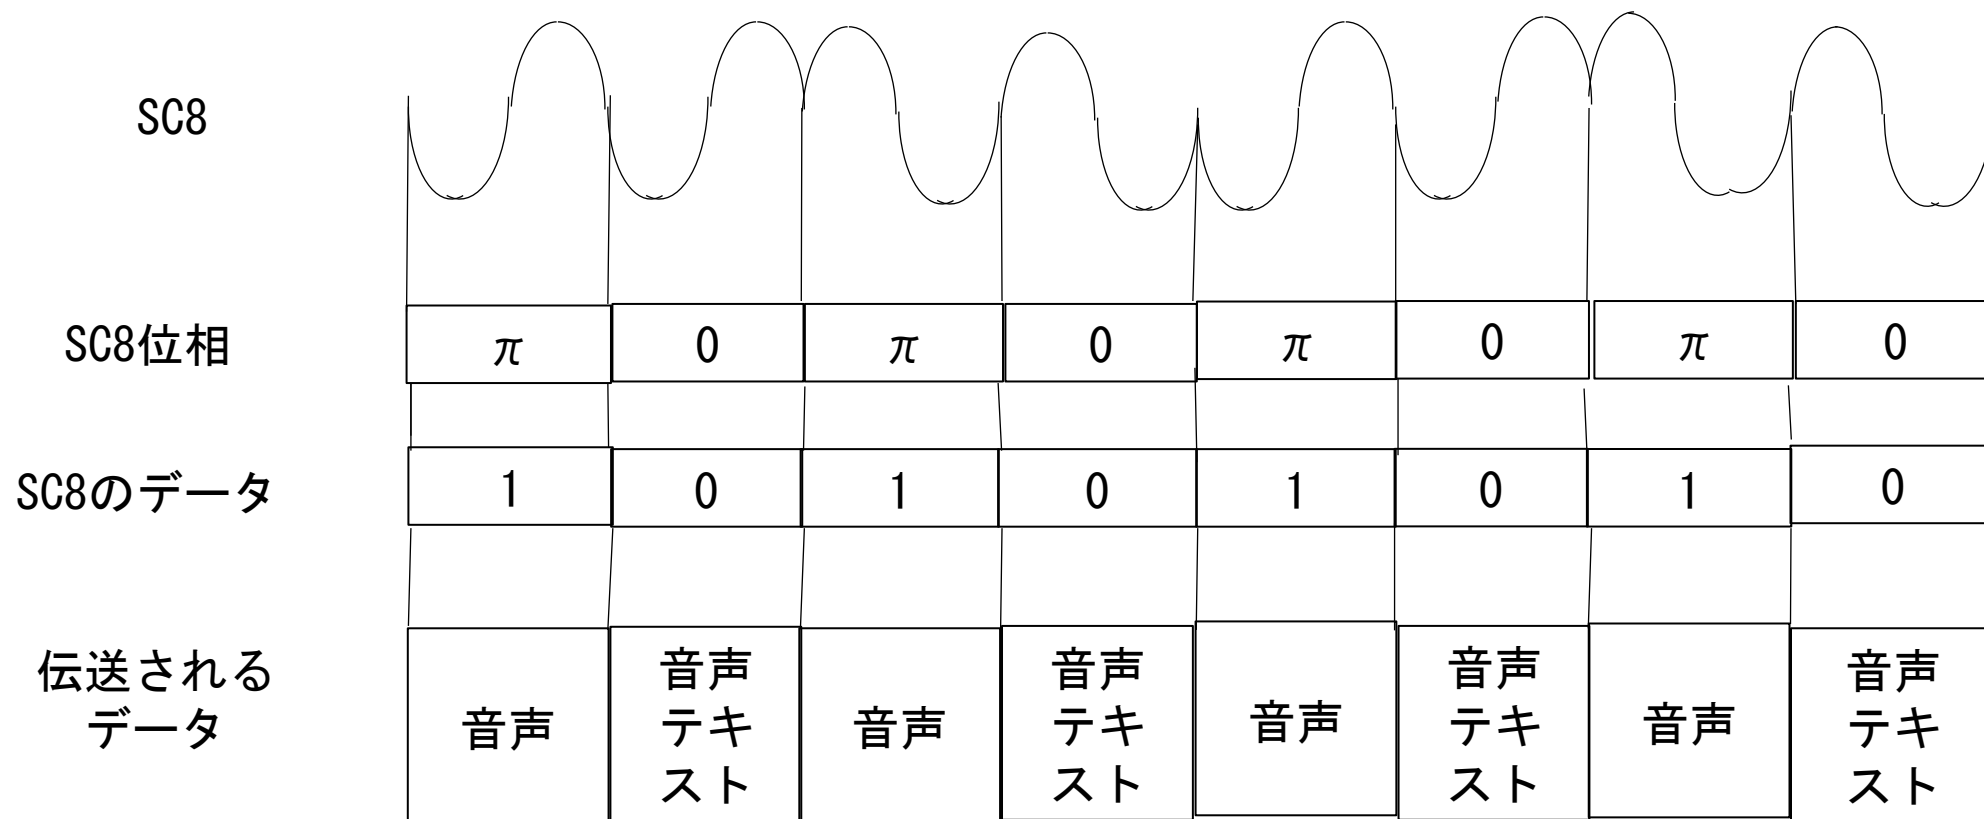 SC8
SC8位相
π 0 π 0 π 0 π 0
SC8のデータ
1 0 1 0 1 0 1 0
伝送される
データ
音声
音声
テキ
スト
音声
音声
テキ
スト
音声
音声
テキ
スト
音声
音声
テキ
スト